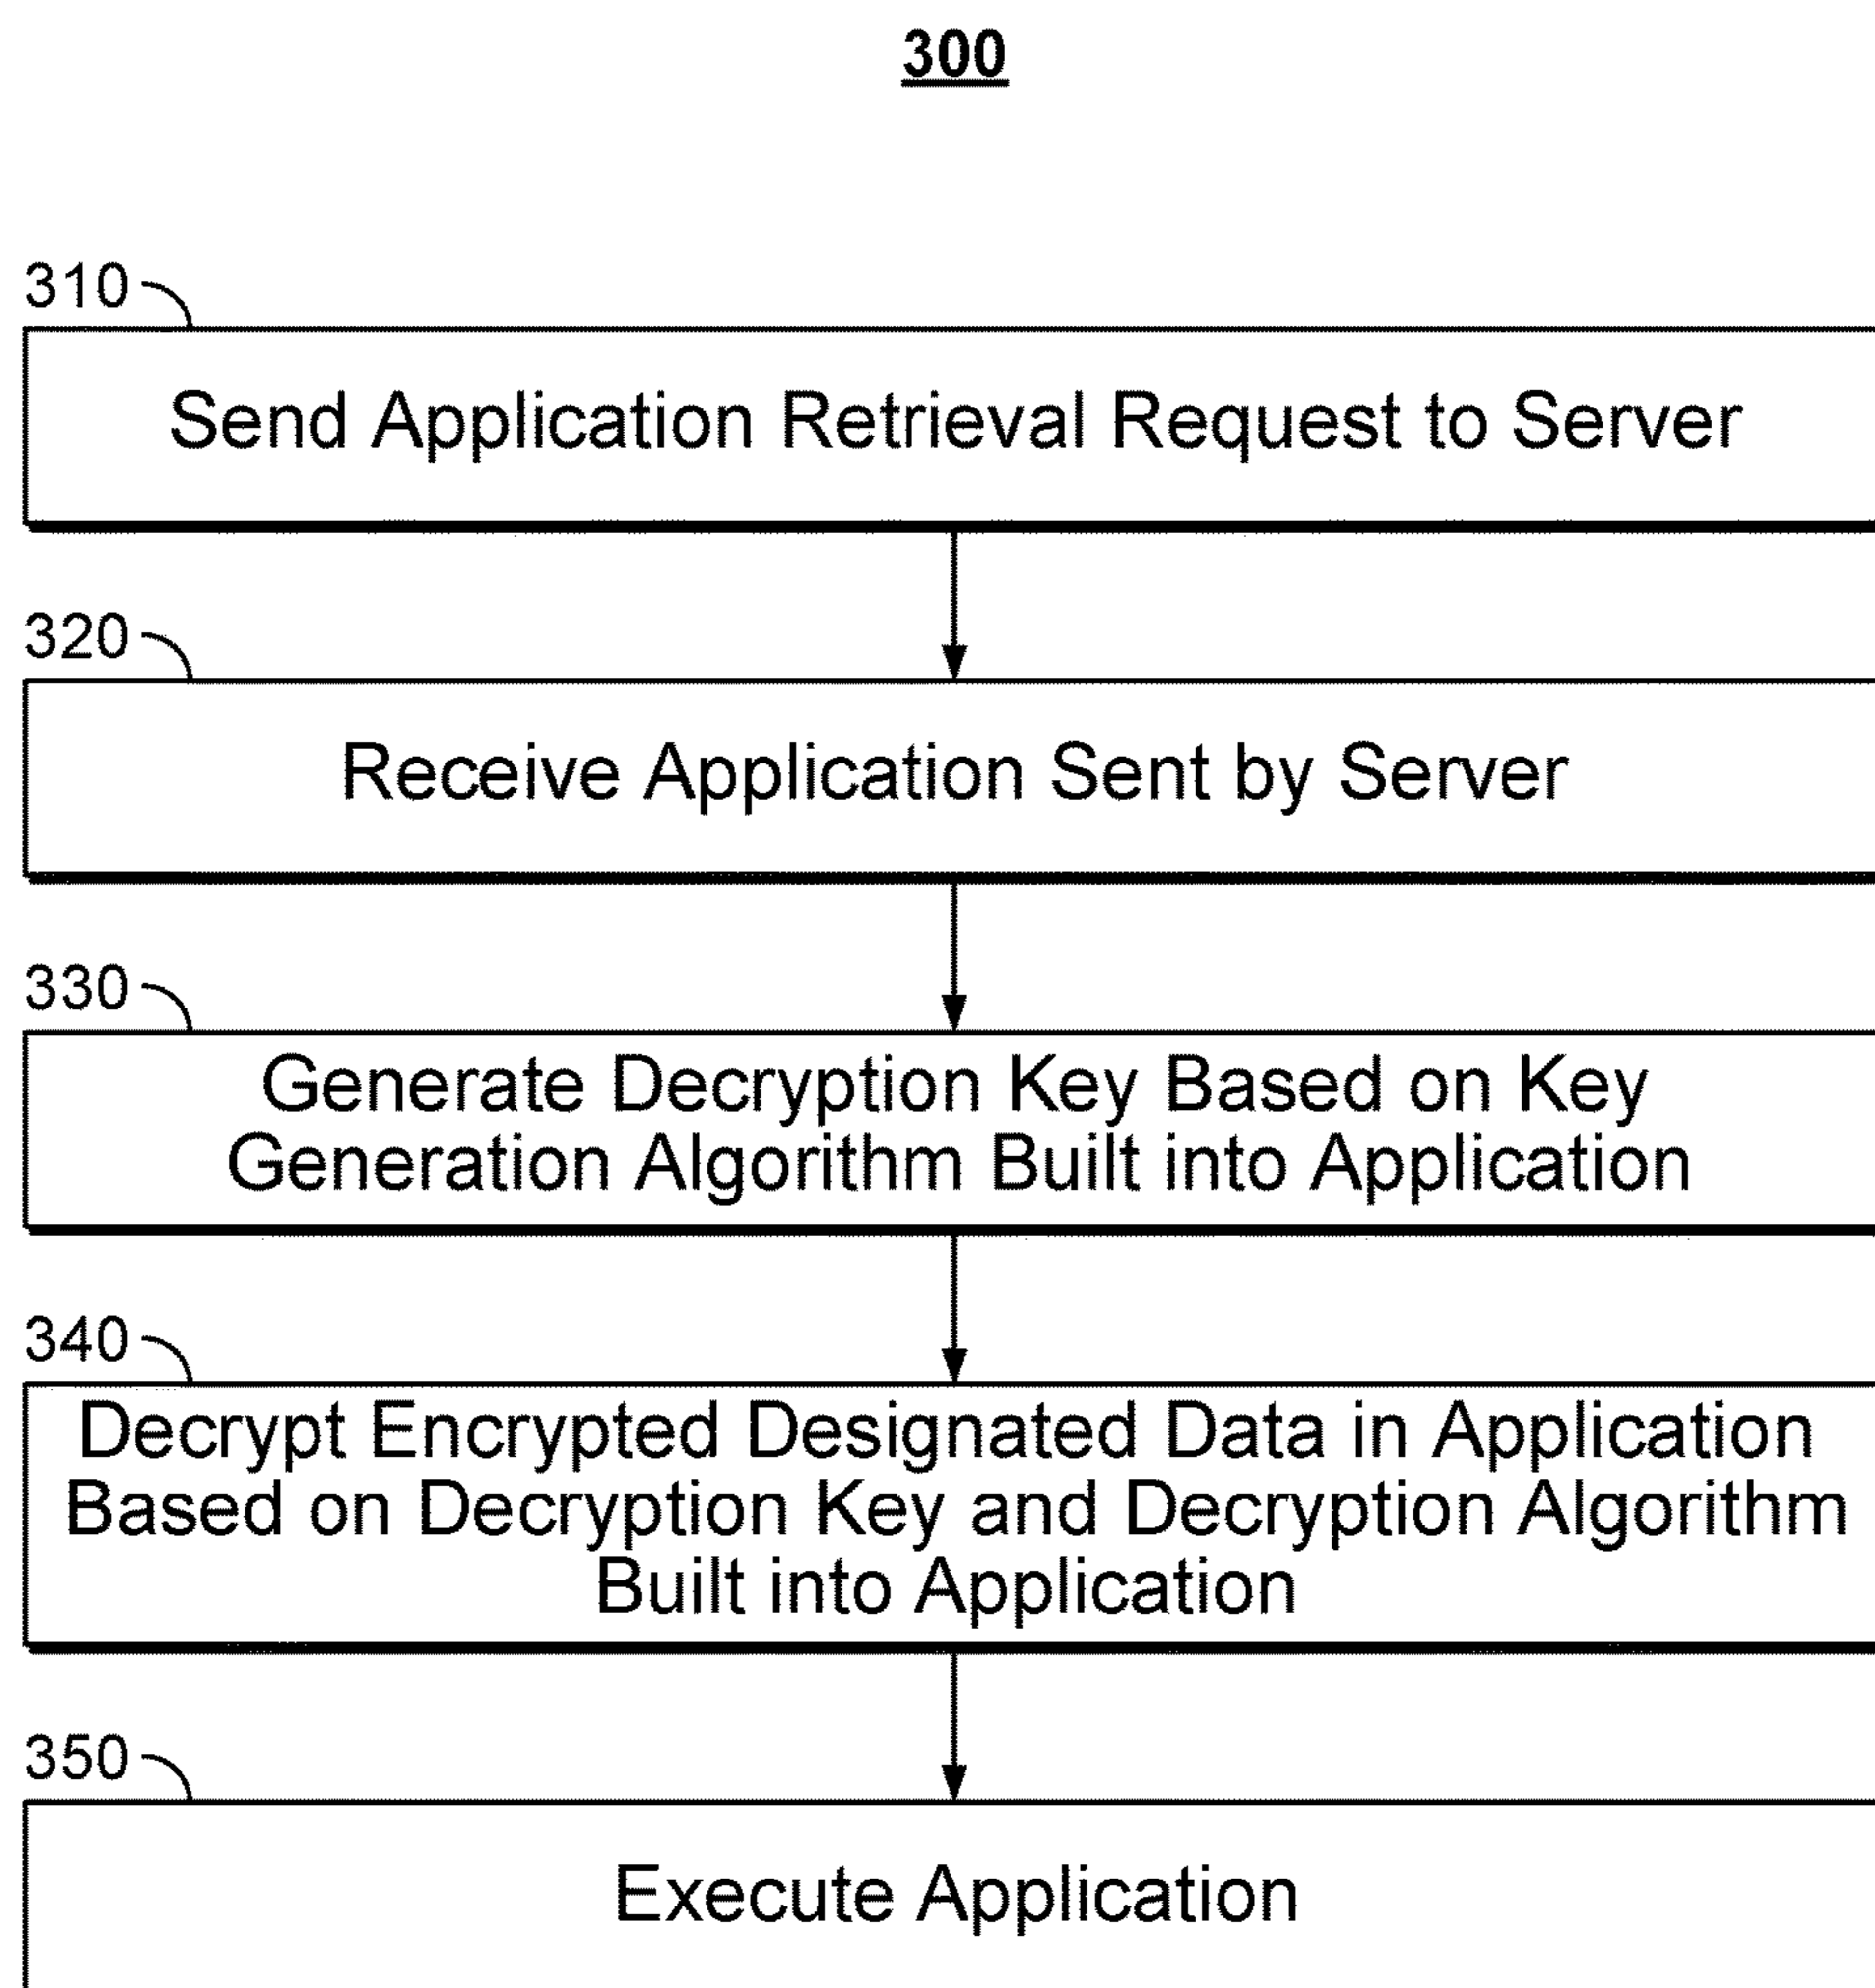 300
310
Send Application Retrieval Request to Server
320
Receive Application Sent by Server
330
Generate Decryption Key Based on Key
Generation Algorithm Built into Application
340
Decrypt Encrypted Designated Data in Application
Based on Decryption Key and Decryption Algorithm
Built into Application
350
Execute Application